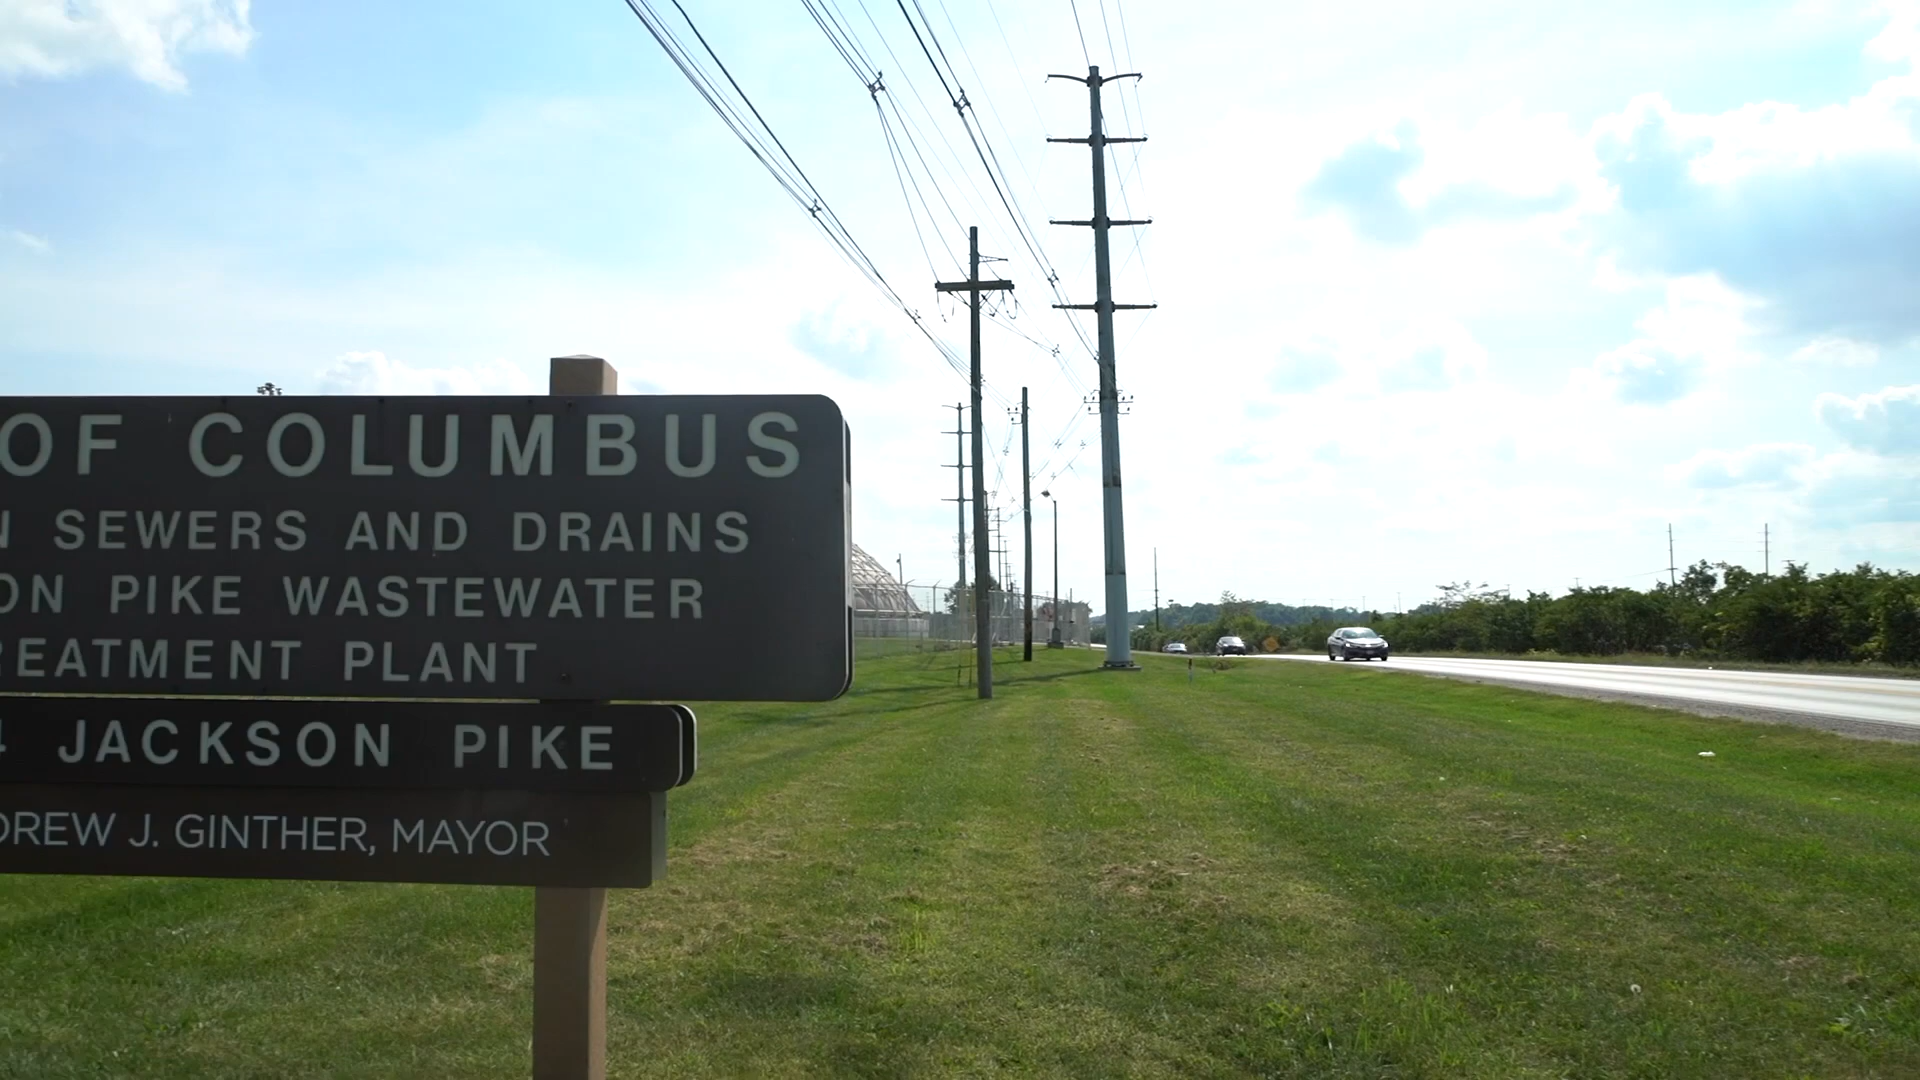 OF COLUMBUS
N SEWERS AND DRAINS
ON PIKE WASTEWATER
REATMENT PLANT
4 JACKSON PIKE
DREW J. GINTHER, MAYOR